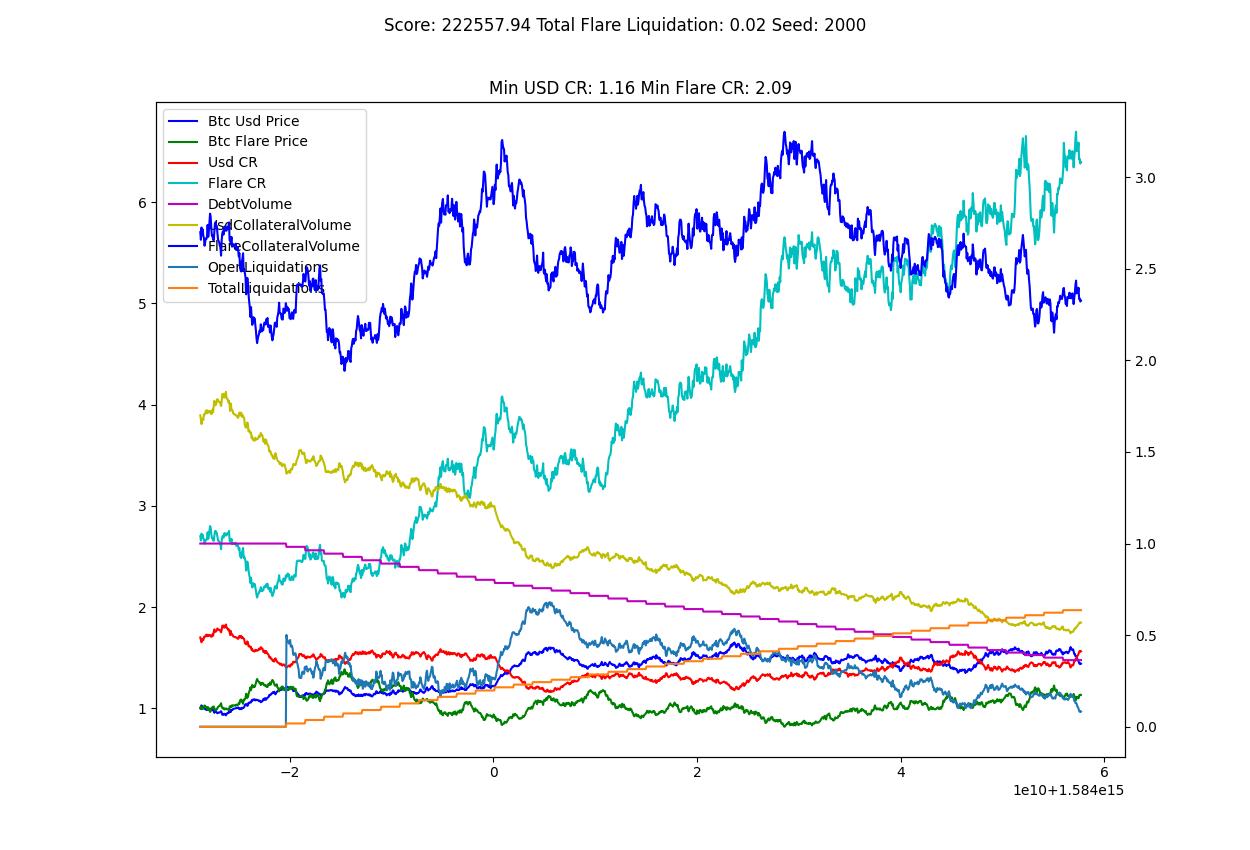 Score: 222557.94 Total Flare Liquidation: 0.02 Seed: 2000
Min USD CR: 1.16 Min Flare CR: 2.09
Btc Usd Price
Btc Flare Price
Usd CR
Flare CR
DebtVolume
UsdCollateralVolume
FlareCollateralVolume
OpenLiquidations
TotalLiquidations
6
5
4
3
2
1
3.0
2.5
2.0
1.5
1.0
0.5
0.0
−2
0
2
4
6
1e10+1.584e15